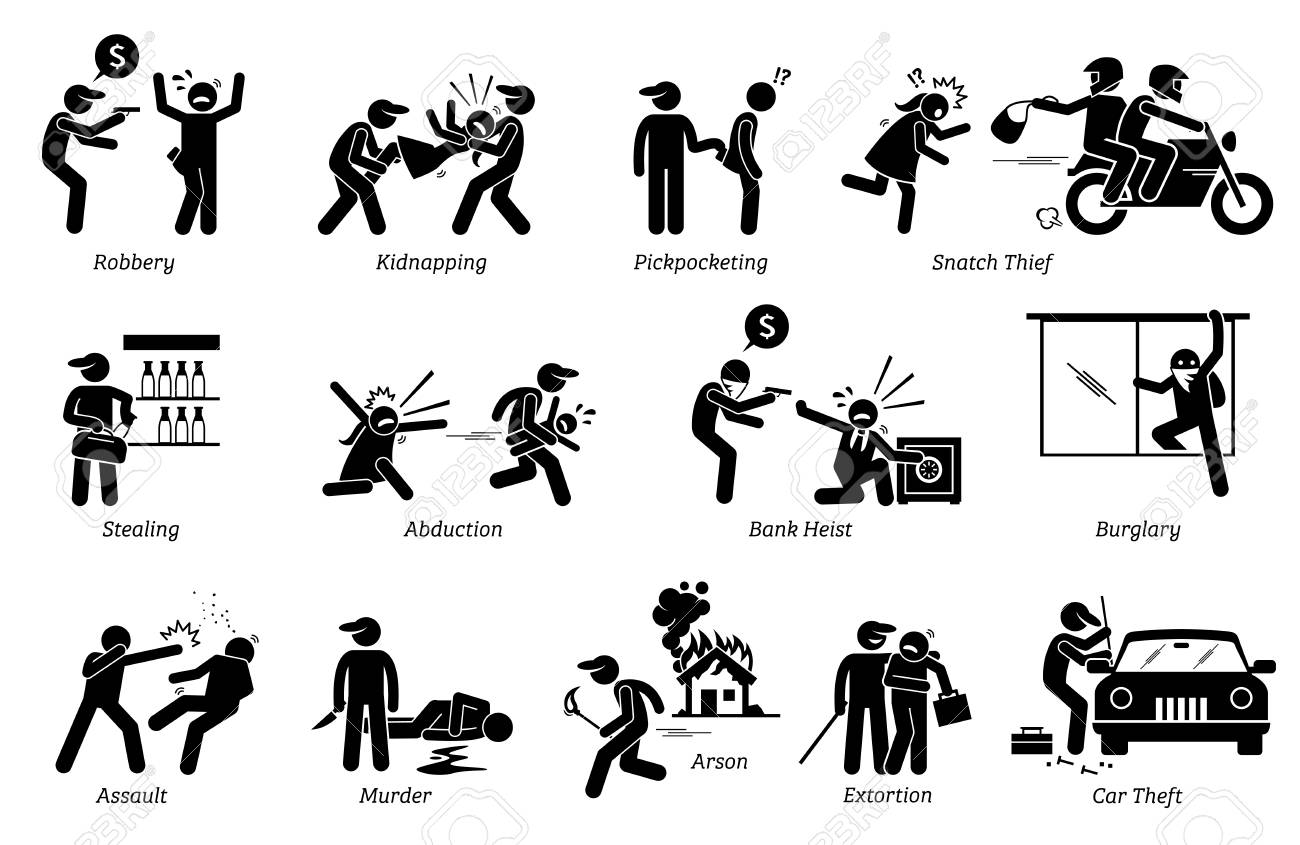 $
!?
!?
Robbery
Kidnapping
Pickpocketing
Snatch Thief
$
Stealing
Abduction
Bank Heist
Burglary
Arson
Assault
Murder
Extortion
Car Theft
123RF